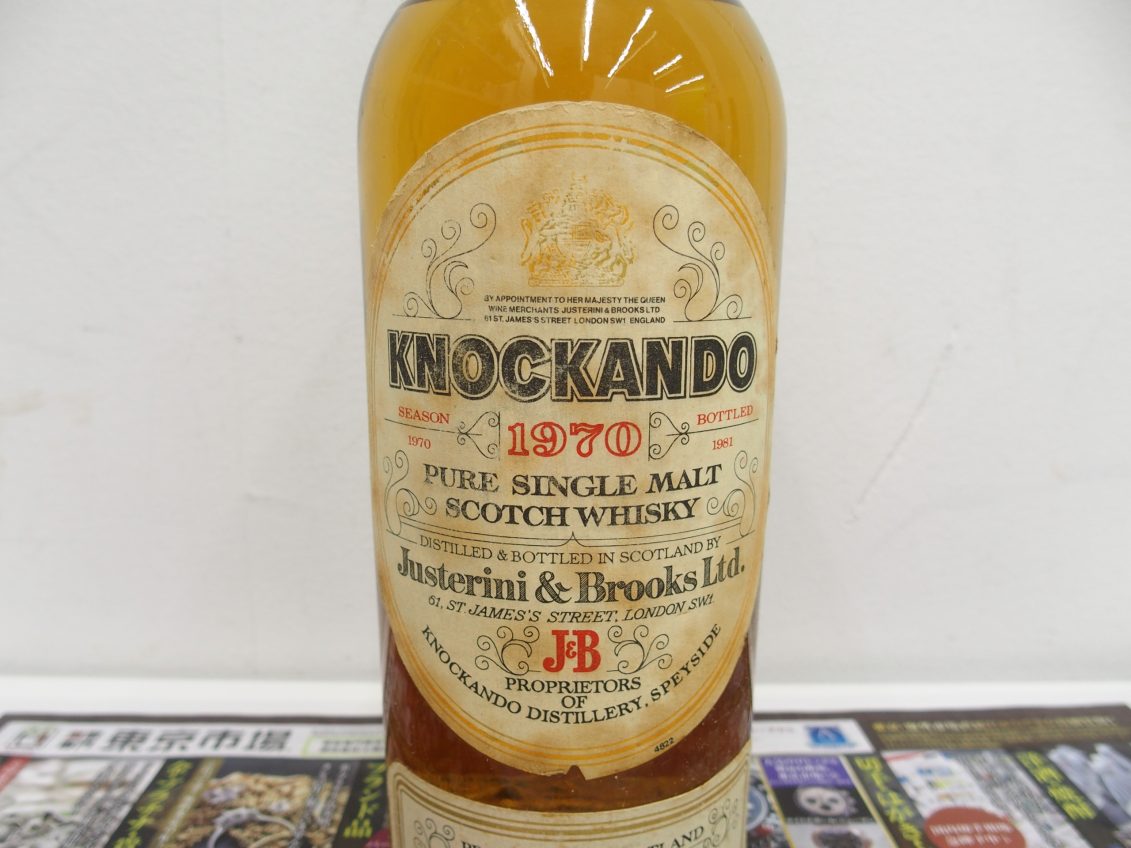 BY APPOINTMENT TO HER MAJESTY THE QUEEN
WINE MERCHANTS JUSTERINI & BROOKS LTD
61 ST. JAMES'S STREET LONDON SW1. ENGLAND
KNOCKANDO
SEASON
1970
1970
BOTTLED
1981
PURE SINGLE MALT
SCOTCH WHISKY
DISTILLED & BOTTLED IN SCOTLAND BY
Justerini & Brooks Ltd.
61, ST. JAMES'S STREET, LONDON SW1.
J&B
PROPRIETORS
OF
KNOCKANDO DISTILLERY, SPEYSIDE
4822
東京市場